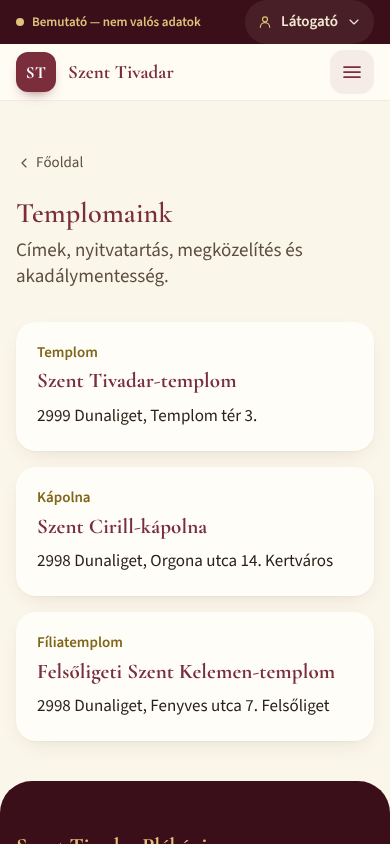 Bemutató — nem valós adatok
Látogató
ST
Szent Tivadar
Főoldal
Templomaink
Címek, nyitvatartás, megközelítés és
akadálymentesség.
Templom
Szent Tivadar-templom
2999 Dunaliget, Templom tér 3.
Kápolna
Szent Cirill-kápolna
2998 Dunaliget, Orgona utca 14. Kertváros
Fíliatemplom
Felsőligeti Szent Kelemen-templom
2998 Dunaliget, Fenyves utca 7. Felsőliget